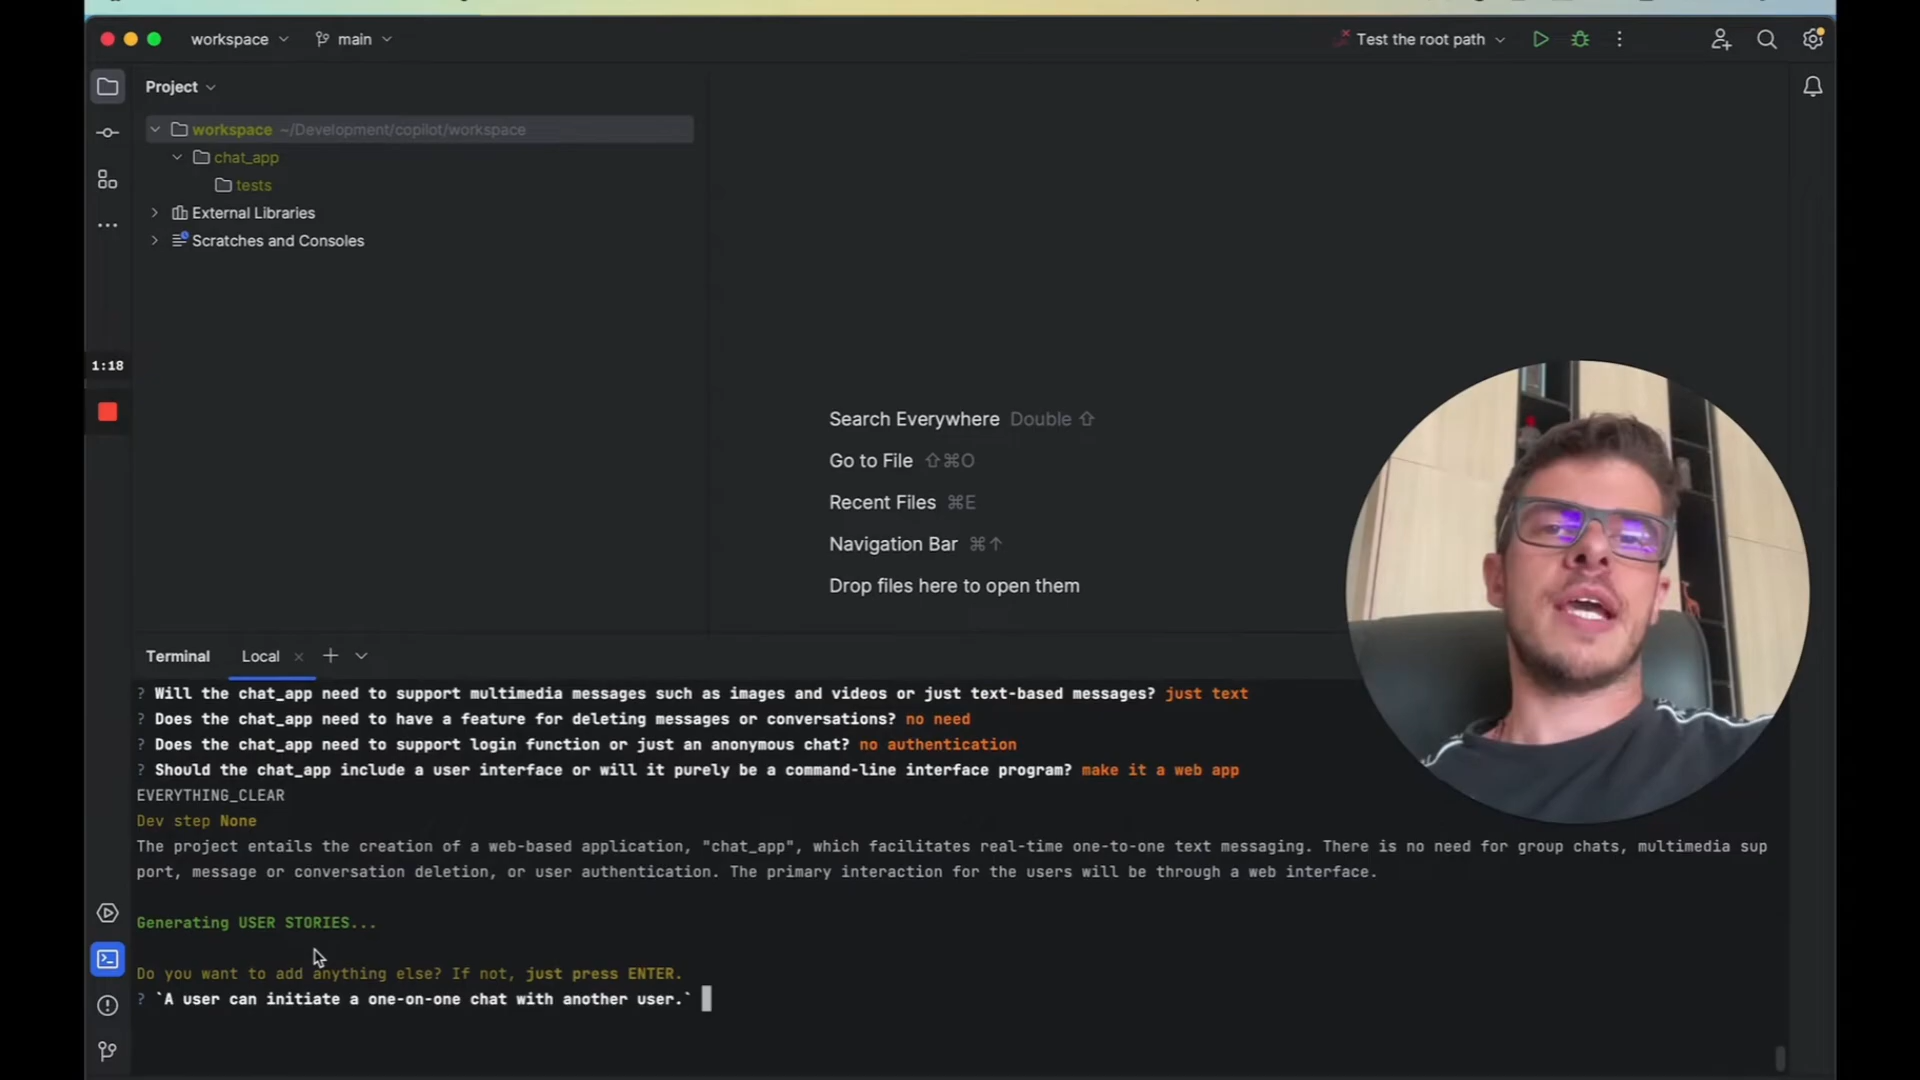 workspace
main
Test the root path
Project
workspace ~/Development/copilot/workspace
chat_app
tests
External Libraries
Scratches and Consoles
1:18
Search Everywhere Double ⇧
Go to File ⇧⌘O
Recent Files ⌘E
Navigation Bar ⌘↑
Drop files here to open them
Terminal Local × +
? Will the chat_app need to support multimedia messages such as images and videos or just text-based messages? just text
? Does the chat_app need to have a feature for deleting messages or conversations? no need
? Does the chat_app need to support login function or just an anonymous chat? no authentication
? Should the chat_app include a user interface or will it purely be a command-line interface program? make it a web app
EVERYTHING_CLEAR
Dev step None
The project entails the creation of a web-based application, "chat_app", which facilitates real-time one-to-one text messaging. There is no need for group chats, multimedia sup
port, message or conversation deletion, or user authentication. The primary interaction for the users will be through a web interface.
Generating USER STORIES...
Do you want to add anything else? If not, just press ENTER.
? `A user can initiate a one-on-one chat with another user.`